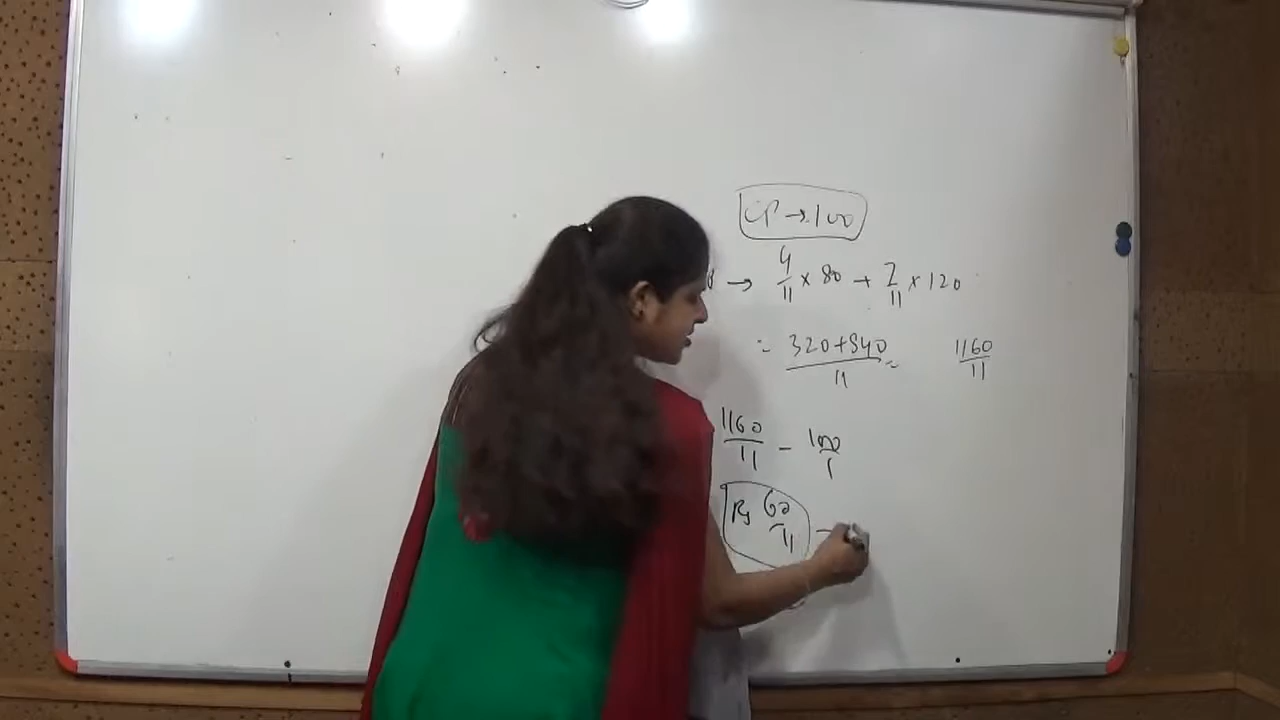 CP → 100
→ 4/11 × 80 + 7/11 × 120
= 320+840/11 = 1160/11
1160/11 - 100/1
Rs 60/11 -